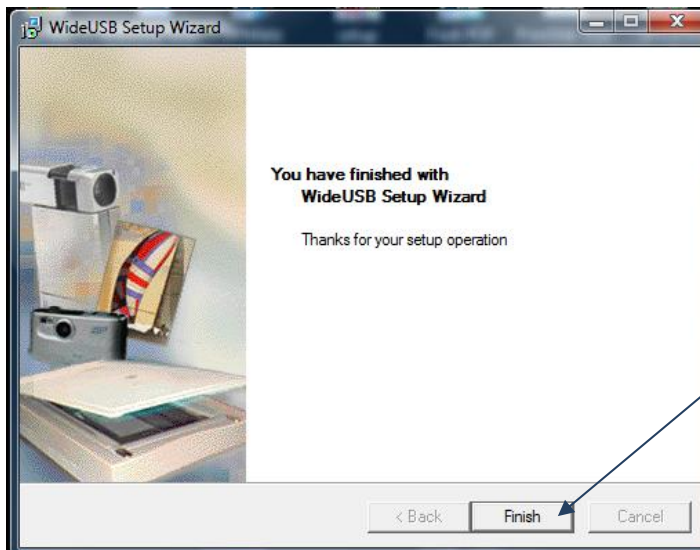 WideUSB Setup Wizard
You have finished with
WideUSB Setup Wizard
Thanks for your setup operation
< Back
Finish
Cancel